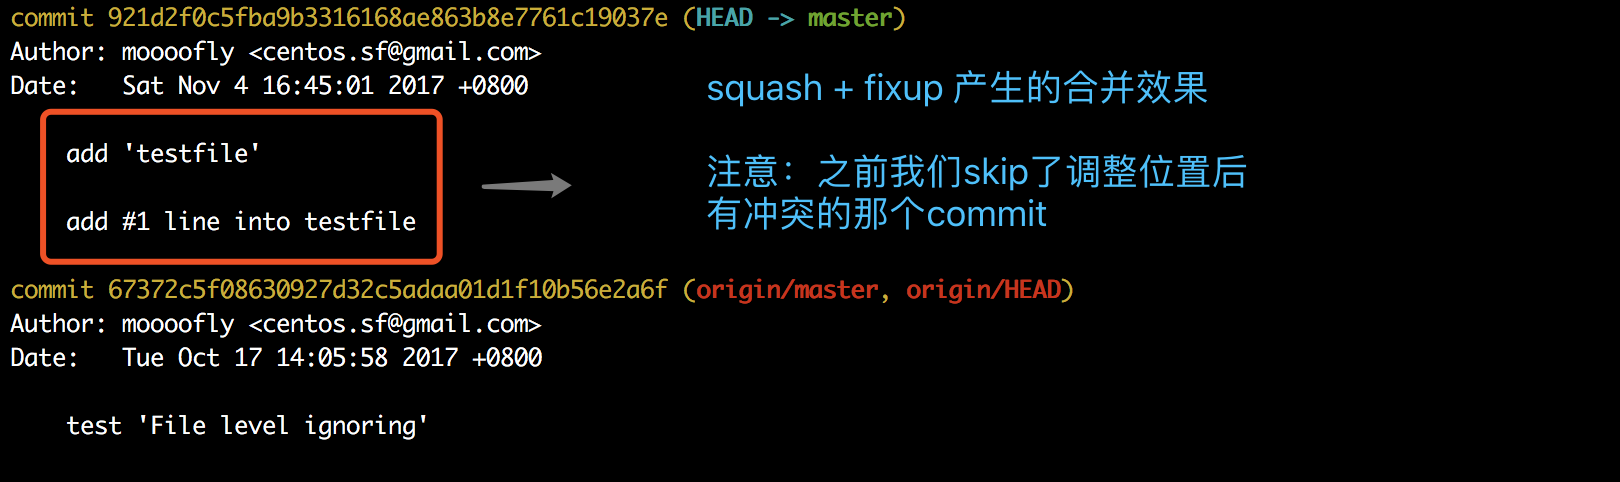 commit 921d2f0c5fba9b3316168ae863b8e7761c19037e (HEAD -> master)
Author: moooofly <centos.sf@gmail.com>
Date:   Sat Nov 4 16:45:01 2017 +0800
squash + fixup 产生的合并效果
add 'testfile'
add #1 line into testfile
注意：之前我们skip了调整位置后
有冲突的那个commit
commit 67372c5f08630927d32c5adaa01d1f10b56e2a6f (origin/master, origin/HEAD)
Author: moooofly <centos.sf@gmail.com>
Date:   Tue Oct 17 14:05:58 2017 +0800
test 'File level ignoring'